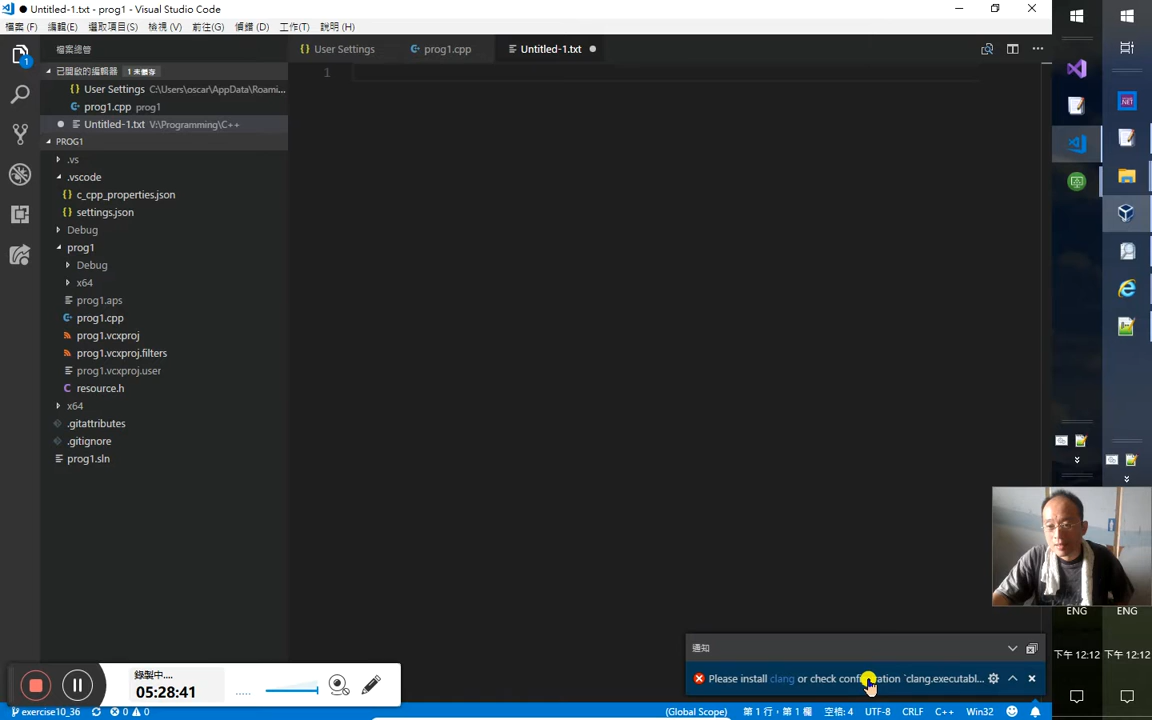 ● Untitled-1.txt - prog1 - Visual Studio Code
檔案 (F) 編輯(E) 選取項目(S) 檢視 (V) 前往(G) 偵錯 (D) 工作(T) 說明 (H)
檔案總管
User Settings prog1.cpp Untitled-1.txt
已開啟的編輯器 1 未儲存
User Settings C:\Users\oscar\AppData\Roami...
prog1.cpp prog1
Untitled-1.txt V:\Programming\C++
PROG1
.vs
.vscode
c_cpp_properties.json
settings.json
Debug
prog1
Debug
x64
prog1.aps
prog1.cpp
prog1.vcxproj
prog1.vcxproj.filters
prog1.vcxproj.user
resource.h
x64
.gitattributes
.gitignore
prog1.sln
1
1
NET
通知
Please install clang or check configuration `clang.executabl...
錄製中....
05:28:41
exercise10_36 0 0
(Global Scope) 第 1 行，第 1 欄 空格: 4 UTF-8 CRLF C++ Win32
ENG ENG
下午 12:12 下午 12:12